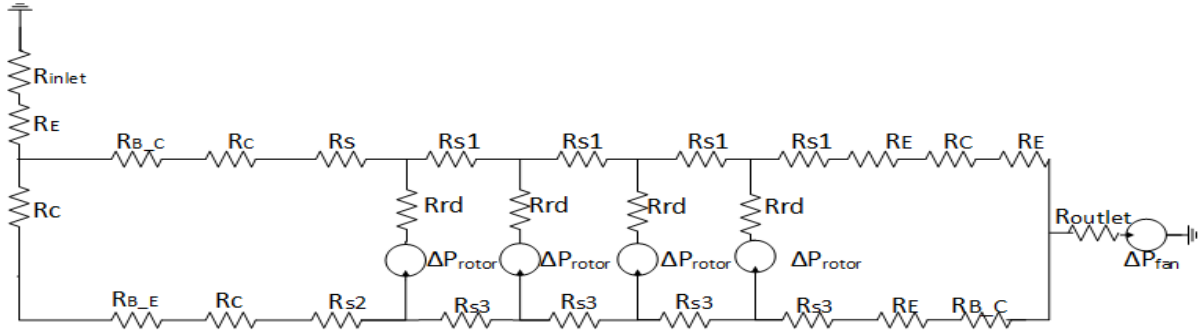 Rinlet
RE
RB_C RC Rs Rs1 Rs1 Rs1 Rs1 RE RC RE
RC Rrd Rrd Rrd Rrd Routlet
ΔProtor ΔProtor ΔProtor ΔProtor ΔPfan
RB_E RC Rs2 Rs3 Rs3 Rs3 Rs3 RE RB_C